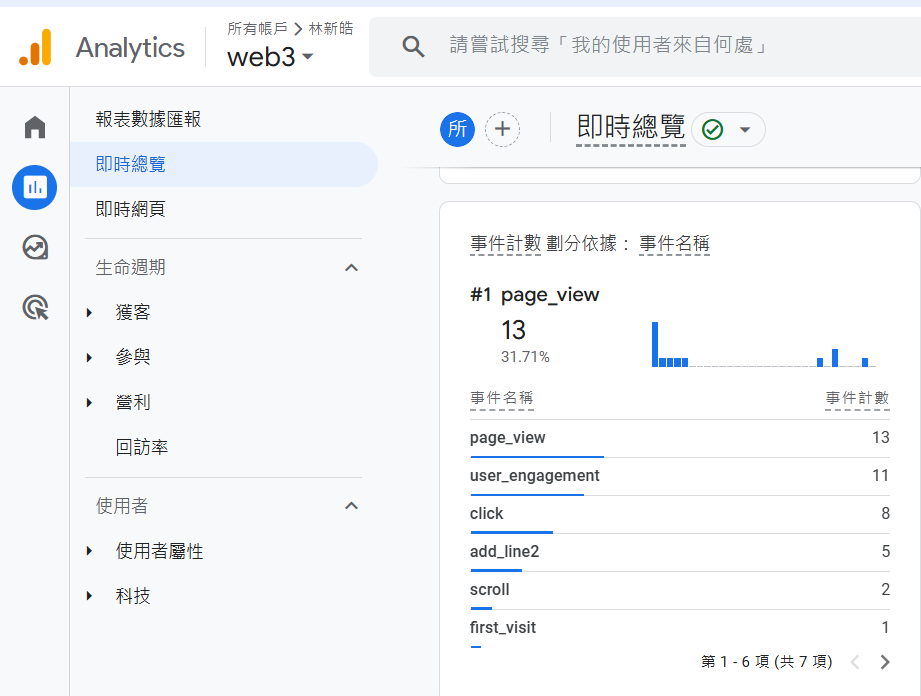 Analytics
所有帳戶 > 林新皓
web3
請嘗試搜尋「我的使用者來自何處」
報表數據匯報
即時總覽
即時網頁
生命週期
獲客
參與
營利
回訪率
使用者
使用者屬性
科技
所
即時總覽
事件計數 劃分依據： 事件名稱
#1 page_view
13
31.71%
事件名稱 事件計數
page_view 13
user_engagement 11
click 8
add_line2 5
scroll 2
first_visit 1
第 1 - 6 項 (共 7 項)